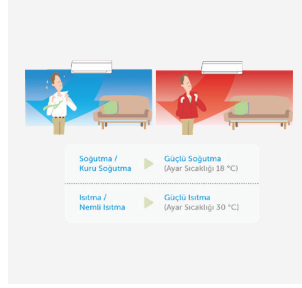 Soğutma /
Kuru Soğutma
Güçlü Soğutma
(Ayar Sıcaklığı 18 °C)
Isıtma /
Nemli Isıtma
Güçlü Isıtma
(Ayar Sıcaklığı 30 °C)